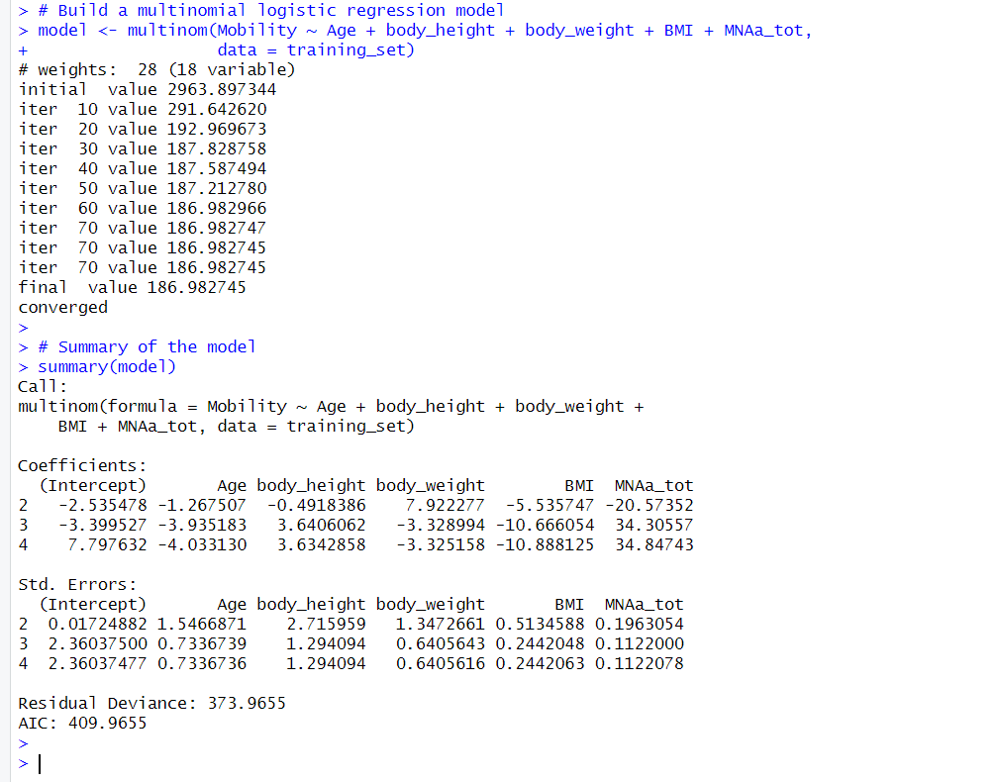 > # Build a multinomial logistic regression model
> model <- multinom(Mobility ~ Age + body_height + body_weight + BMI + MNAa_tot,
+                   data = training_set)
# weights:  28 (18 variable)
initial  value 2963.897344
iter  10 value 291.642620
iter  20 value 192.969673
iter  30 value 187.828758
iter  40 value 187.587494
iter  50 value 187.212780
iter  60 value 186.982966
iter  70 value 186.982747
iter  70 value 186.982745
iter  70 value 186.982745
final  value 186.982745
converged
>
> # Summary of the model
> summary(model)
Call:
multinom(formula = Mobility ~ Age + body_height + body_weight +
    BMI + MNAa_tot, data = training_set)

Coefficients:
  (Intercept)       Age body_height body_weight        BMI  MNAa_tot
2   -2.535478 -1.267507  -0.4918386    7.922277  -5.535747 -20.57352
3   -3.399527 -3.935183   3.6406062   -3.328994 -10.666054  34.30557
4    7.797632 -4.033130   3.6342858   -3.325158 -10.888125  34.84743

Std. Errors:
  (Intercept)       Age body_height body_weight       BMI  MNAa_tot
2  0.01724882 1.5466871    2.715959   1.3472661 0.5134588 0.1963054
3  2.36037500 0.7336739    1.294094   0.6405643 0.2442048 0.1122000
4  2.36037477 0.7336736    1.294094   0.6405616 0.2442063 0.1122078

Residual Deviance: 373.9655
AIC: 409.9655
>
>